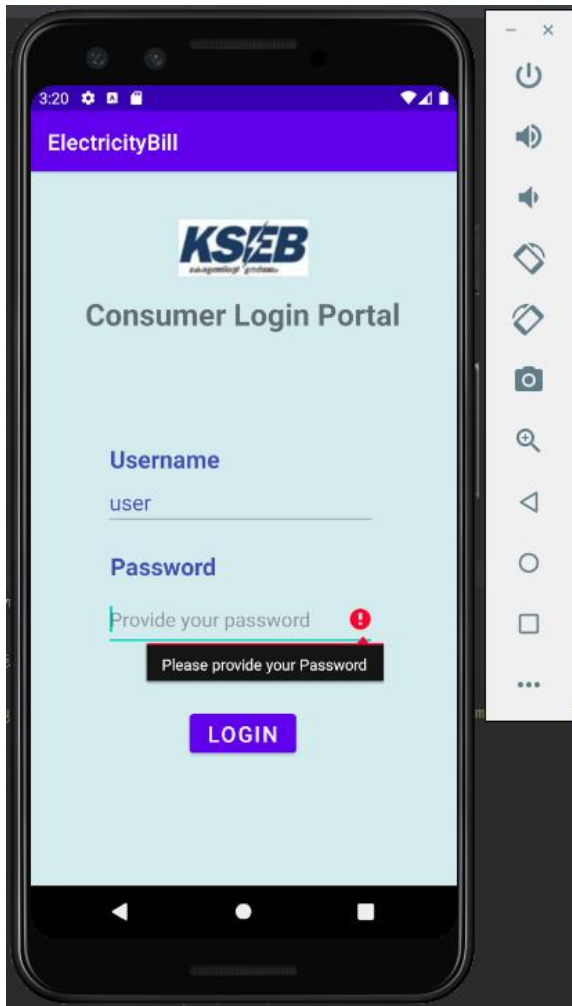 3:20
ElectricityBill
KSEB
Consumer Login Portal
Username
user
Password
Provide your password
Please provide your Password
LOGIN